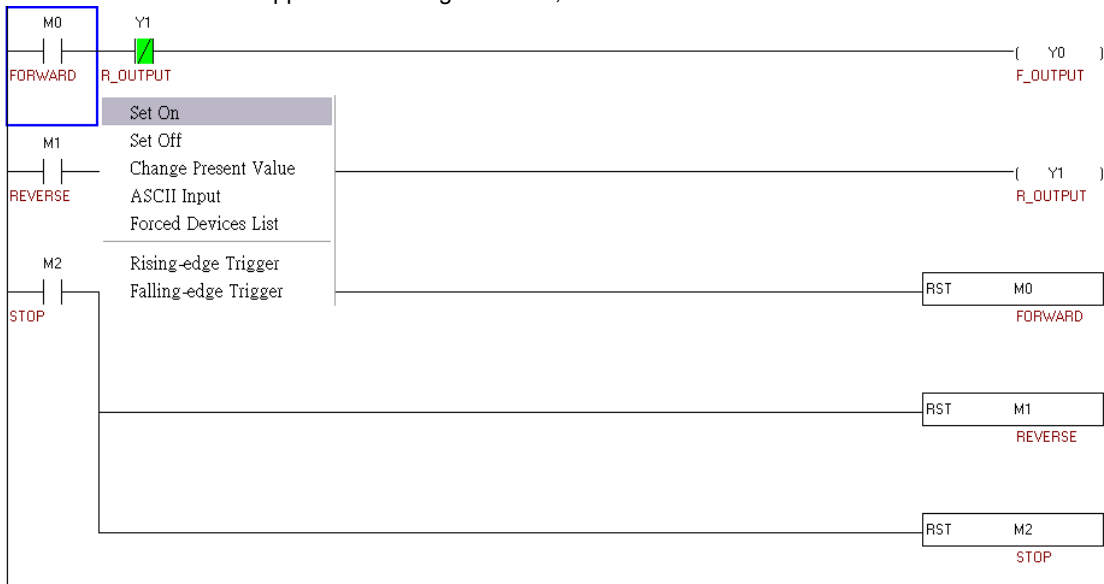 M0 Y1
( Y0 )
FORWARD R_OUTPUT F_OUTPUT
Set On
Set Off
Change Present Value
ASCII Input
Forced Devices List
Rising-edge Trigger
Falling-edge Trigger
M1
( Y1 )
REVERSE R_OUTPUT
M2
RST M0
STOP FORWARD
RST M1
REVERSE
RST M2
STOP